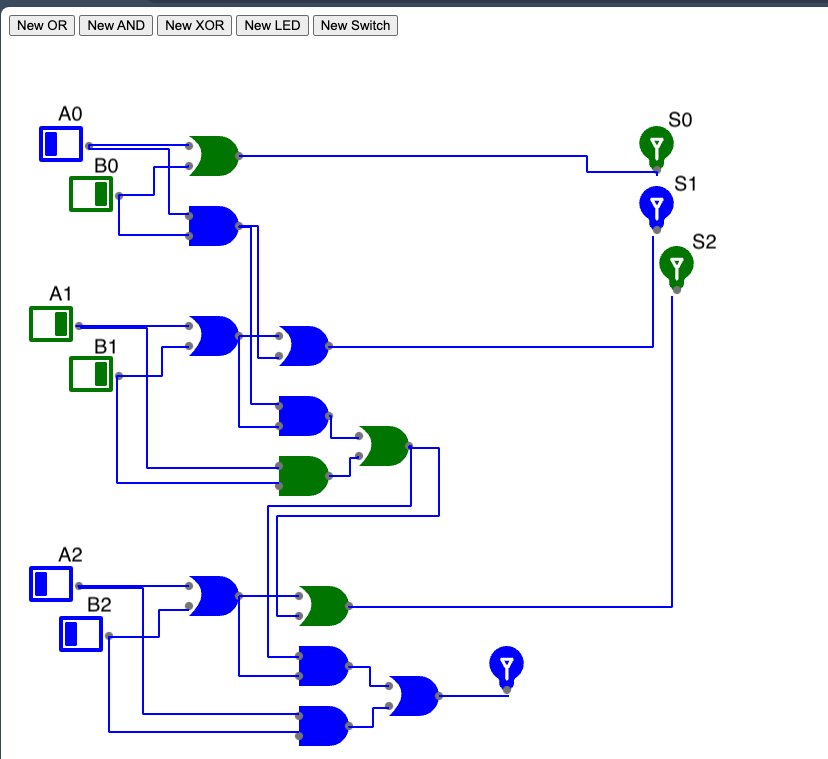 New OR New AND New XOR New LED New Switch
A0
S0
B0
S1
S2
A1
B1
A2
B2